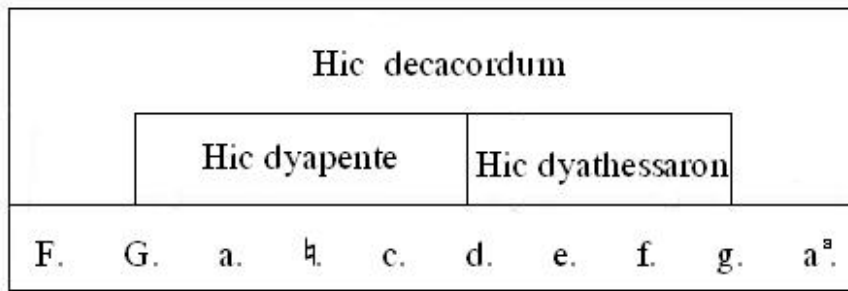 Hic decacordum
Hic dyapente Hic dyathessaron
F. G. a. ♮. c. d. e. f. g. aª.